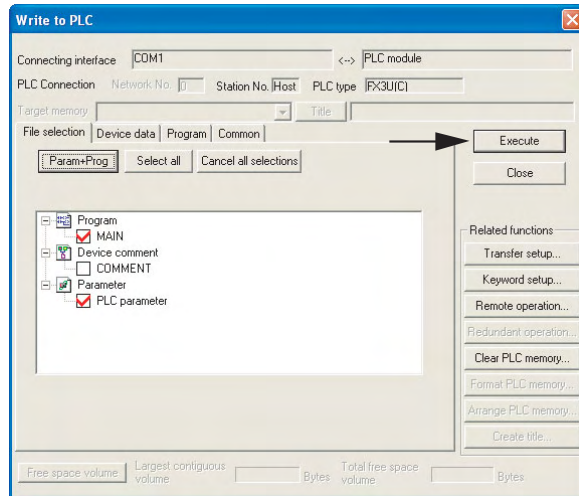 Write to PLC
Connecting interface COM1 <--> PLC module
PLC Connection Network No. 0 Station No. Host PLC type FX3U(C)
Target memory Title
File selection Device data Program Common
Execute
Param+Prog Select all Cancel all selections
Close
Program
MAIN
Device comment
COMMENT
Parameter
PLC parameter
Related functions
Transfer setup...
Keyword setup...
Remote operation...
Redundant operation...
Clear PLC memory...
Format PLC memory...
Arrange PLC memory...
Create title...
Free space volume Largest contiguous volume Bytes Total free space volume Bytes